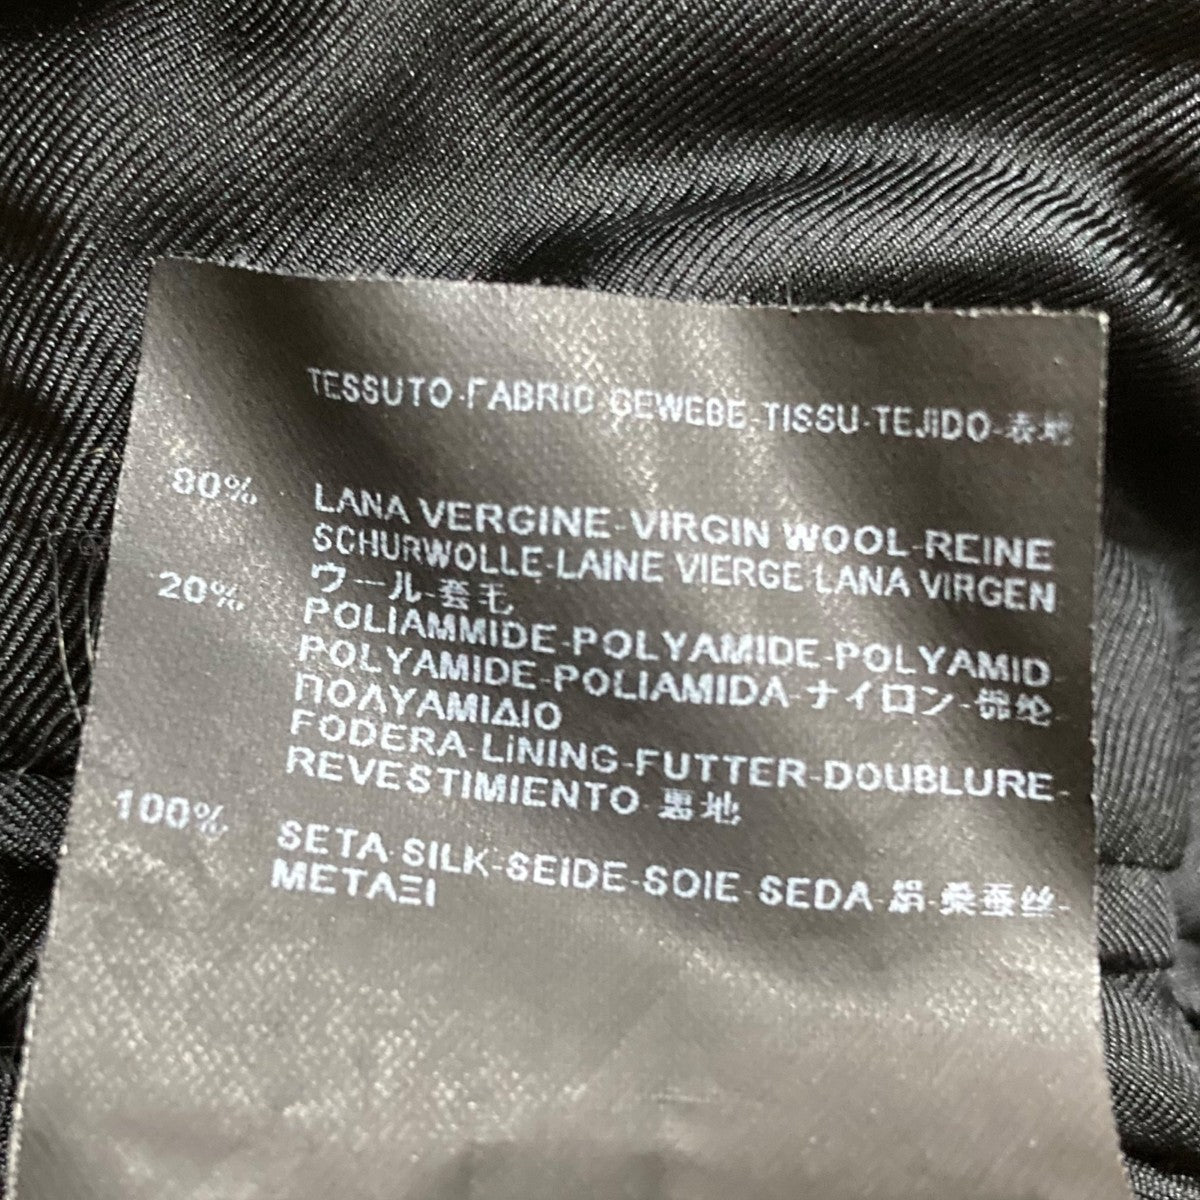 TESSUTO-FABRIC-GEWEBE-TISSU-TEJIDO-表地
80% LANA VERGINE-VIRGIN WOOL-REINE
SCHURWOLLE-LAINE VIERGE-LANA VIRGEN
ウール-套毛
20% POLIAMMIDE-POLYAMIDE-POLYAMID
POLYAMIDE-POLIAMIDA-ナイロン-锦纶-
ΠΟΛΥΑΜΙΔΙΟ
FODERA-LINING-FUTTER-DOUBLURE-
REVESTIMIENTO-裏地
100% SETA-SILK-SEIDE-SOIE-SEDA-絹-桑蚕丝-
ΜΕΤΑΞΙ